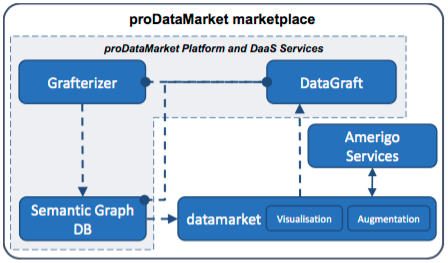 proDataMarket marketplace
proDataMarket Platform and DaaS Services
Grafterizer
DataGraft
Amerigo
Services
Semantic Graph
DB
datamarket
Visualisation
Augmentation